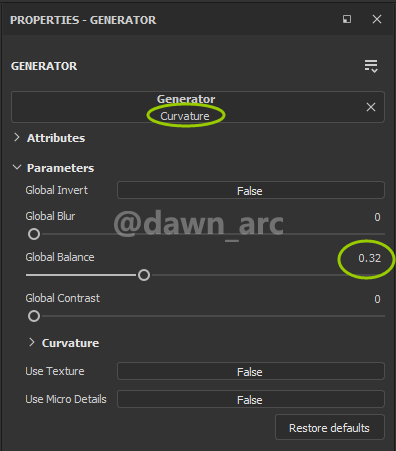 PROPERTIES - GENERATOR
GENERATOR
Generator
Curvature
Attributes
Parameters
Global Invert False
Global Blur 0
@dawn_arc
Global Balance 0.32
Global Contrast 0
Curvature
Use Texture False
Use Micro Details False
Restore defaults